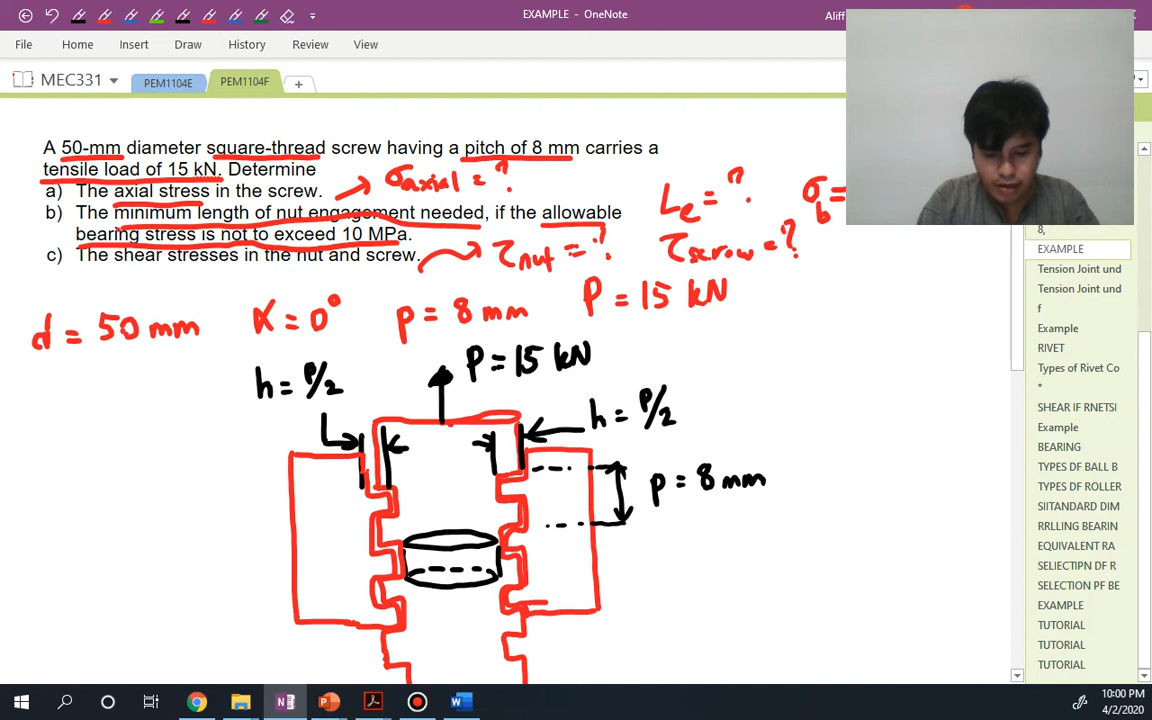 EXAMPLE - OneNote
Aliff
File Home Insert Draw History Review View
MEC331 PEM1104E PEM1104F
A 50-mm diameter square-thread screw having a pitch of 8 mm carries a
tensile load of 15 kN. Determine
a) The axial stress in the screw. σaxial = ?
b) The minimum length of nut engagement needed, if the allowable Le = ? σb =
bearing stress is not to exceed 10 MPa.
c) The shear stresses in the nut and screw. τnut = ? τscrew = ?
d = 50 mm α = 0° p = 8 mm P = 15 kN
h = P/2 P = 15 kN
h = P/2
p = 8 mm
8,
EXAMPLE
Tension Joint und
Tension Joint und
f
Example
RIVET
Types of Rivet Co
*
SHEAR IF RNETSI
Example
BEARING
TYPES DF BALL B
TYPES DF ROLLER
SIITANDARD DIM
RRLLING BEARIN
EQUIVALENT RA
SELIECTIPN DF R
SELECTION PF BE
EXAMPLE
TUTORIAL
TUTORIAL
TUTORIAL
10:00 PM
4/2/2020